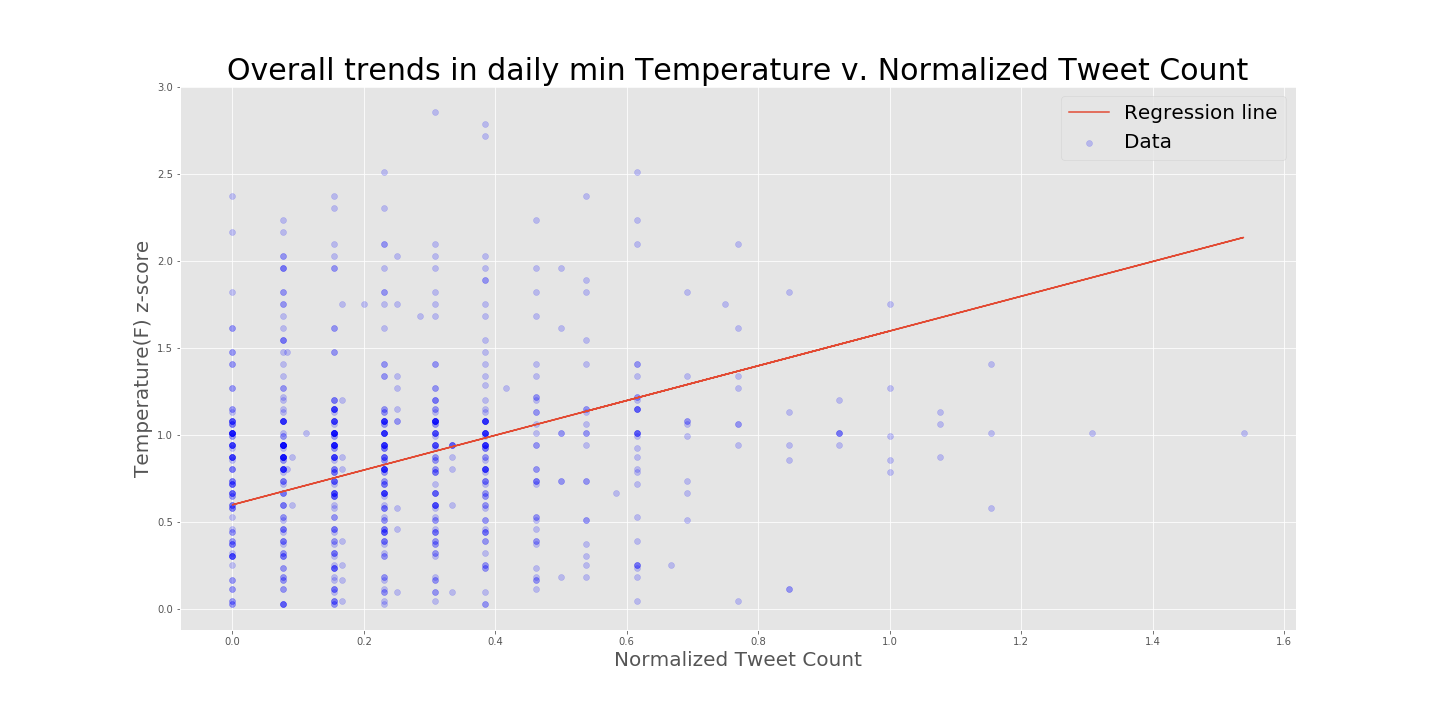 Overall trends in daily min Temperature v. Normalized Tweet Count
Regression line
Data
Temperature(F) z-score
3.0
2.5
2.0
1.5
1.0
0.5
0.0
0.0 0.2 0.4 0.6 0.8 1.0 1.2 1.4 1.6
Normalized Tweet Count